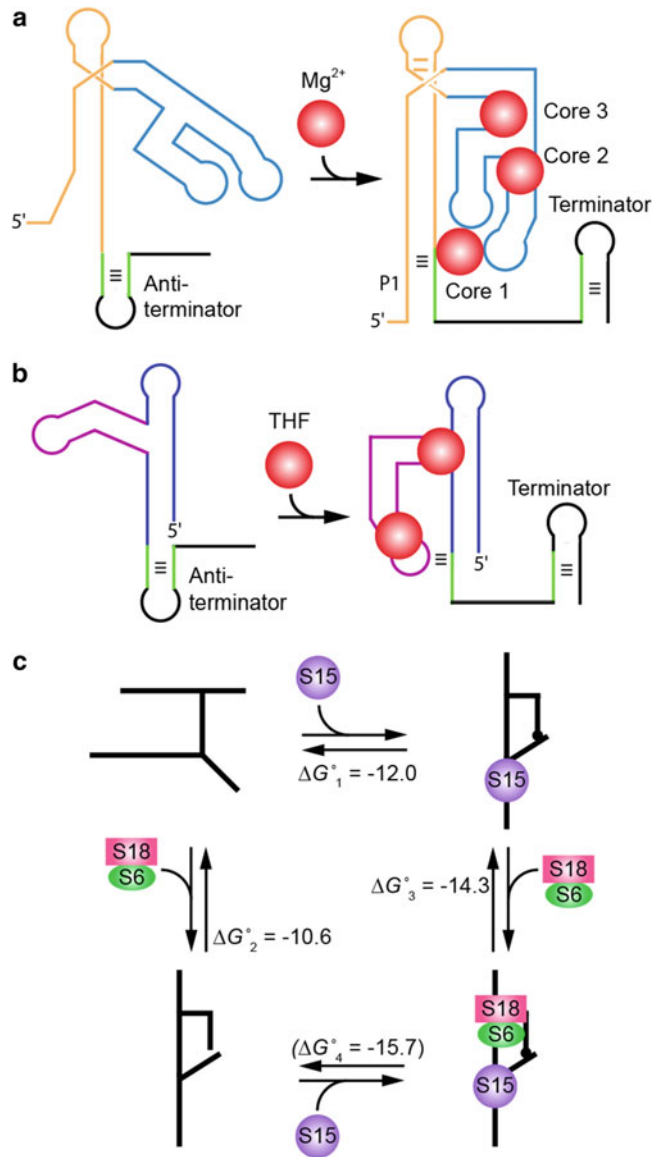 a
Mg2+
Core 3
Core 2
Terminator
5'
≡
Anti-
terminator
P1
≡
Core 1
≡
5'
b
THF
Terminator
5'
≡
Anti-
terminator
≡
5'
≡
c
S15
ΔG°1 = -12.0
S15
S18
S6
ΔG°2 = -10.6
ΔG°3 = -14.3
S18
S6
(ΔG°4 = -15.7)
S15
S18
S6
S15